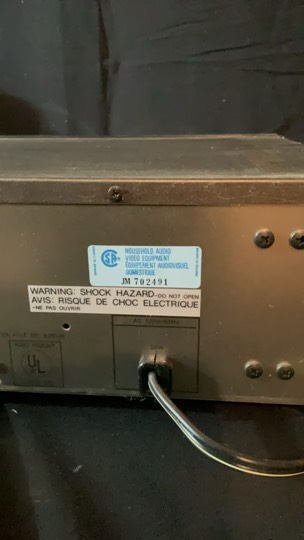 HOUSEHOLD AUDIO
VIDEO EQUIPMENT
EQUIPEMENT AUDIOVISUEL
DOMESTIQUE
JM 702491
WARNING: SHOCK HAZARD-DO NOT OPEN
AVIS: RISQUE DE CHOC ELECTRIQUE
-NE PAS OUVRIR
UL